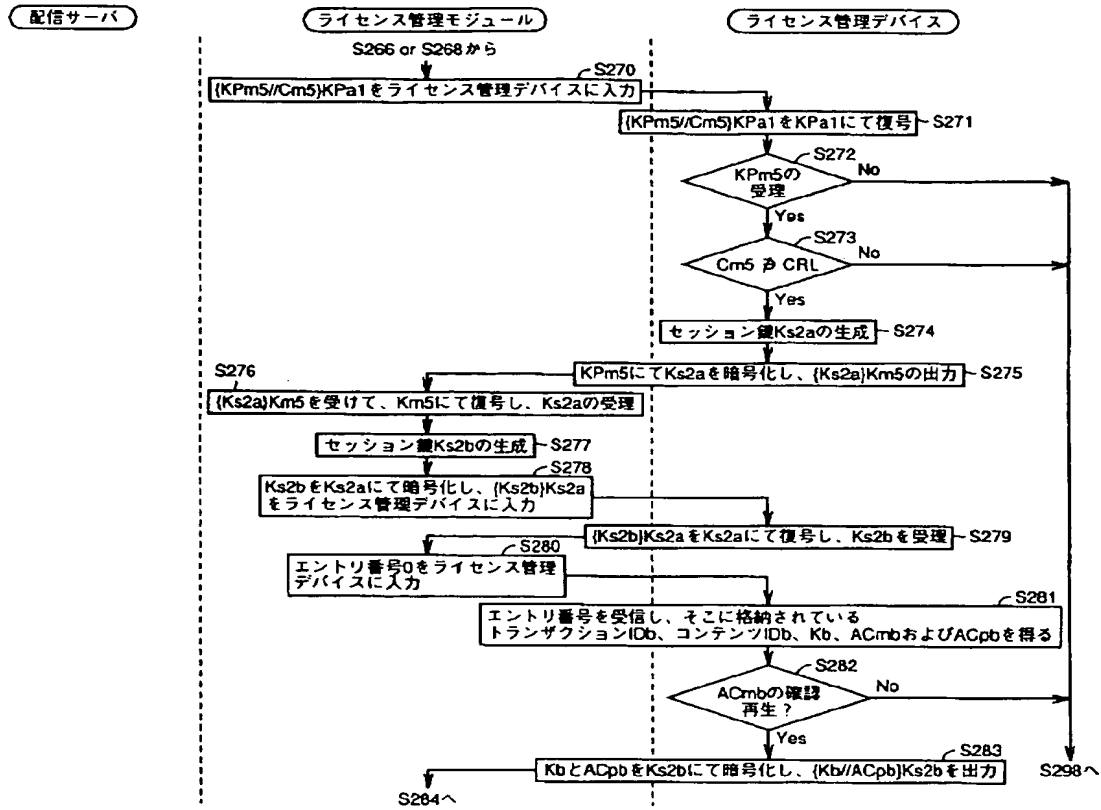 配信サーバ
ライセンス管理モジュール
ライセンス管理デバイス
S266 or S268から
S270
{KPm5//Cm5}KPa1をライセンス管理デバイスに入力
{KPm5//Cm5}KPa1をKPa1にて復号
S271
S272
KPm5の
受理
No
Yes
S273
Cm5 ∌ CRL
No
Yes
セッション鍵Ks2aの生成
S274
KPm5にてKs2aを暗号化し、{Ks2a}Km5の出力
S275
S276
{Ks2a}Km5を受けて、Km5にて復号し、Ks2aの受理
セッション鍵Ks2bの生成
S277
S278
Ks2bをKs2aにて暗号化し、{Ks2b}Ks2a
をライセンス管理デバイスに入力
{Ks2b}Ks2aをKs2aにて復号し、Ks2bを受理
S279
S280
エントリ番号0をライセンス管理
デバイスに入力
S281
エントリ番号を受信し、そこに格納されている
トランザクションIDb、コンテンツIDb、Kb、ACmbおよびACpbを得る
S282
ACmbの確認
再生?
No
Yes
S283
KbとACpbをKs2bにて暗号化し、{Kb//ACpb}Ks2bを出力
S284へ
S298へ